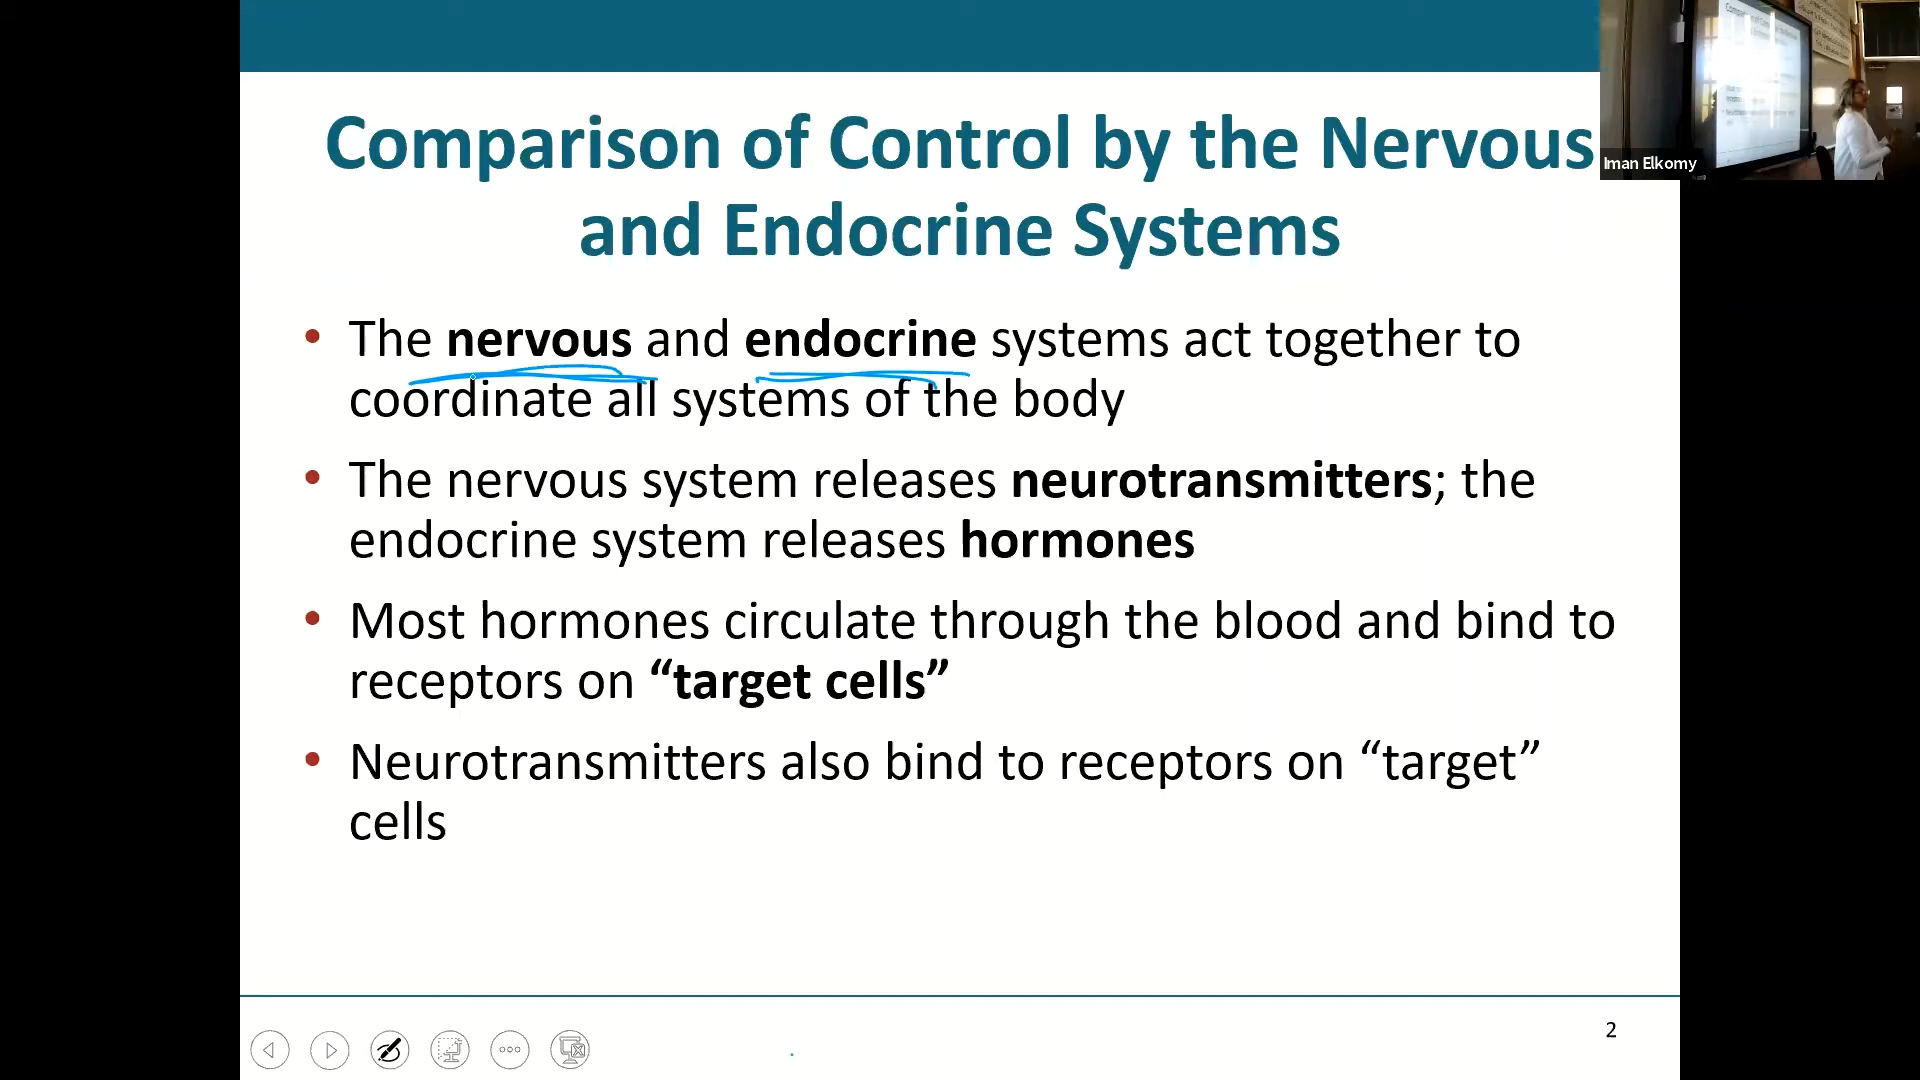 Comparison of Control by the Nervous
and Endocrine Systems
Iman Elkomy
• The nervous and endocrine systems act together to
coordinate all systems of the body
• The nervous system releases neurotransmitters; the
endocrine system releases hormones
• Most hormones circulate through the blood and bind to
receptors on “target cells”
• Neurotransmitters also bind to receptors on “target”
cells
2